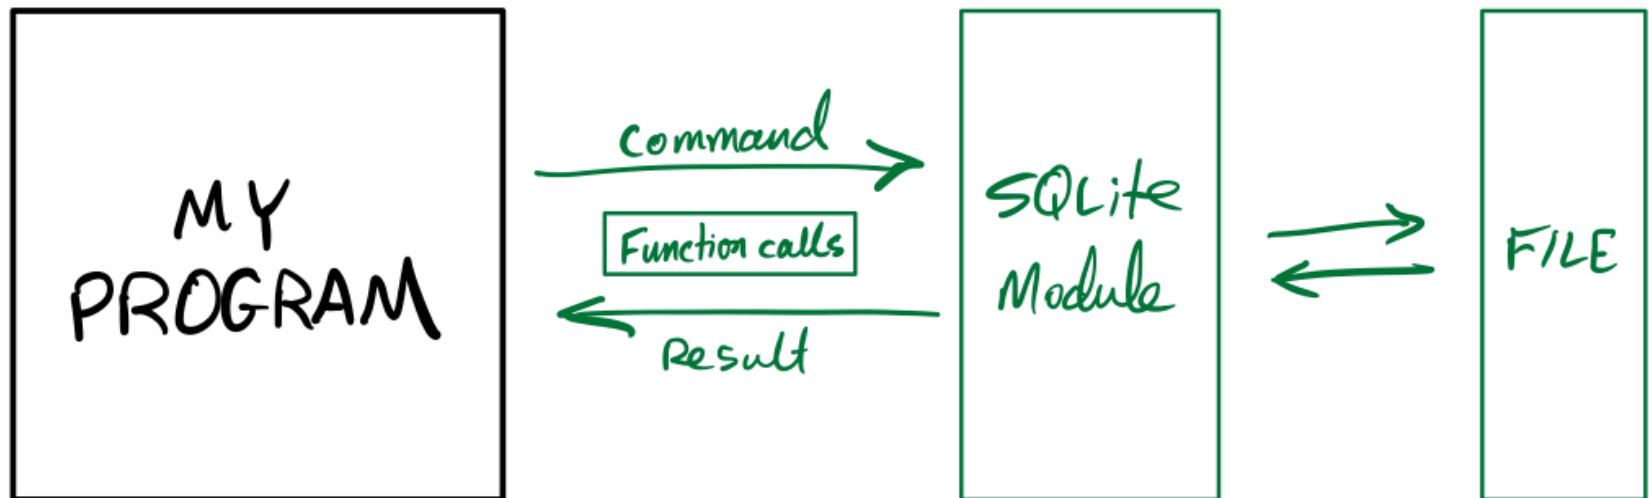 MY
PROGRAM
Command
Function calls
Result
SQLite
Module
FILE